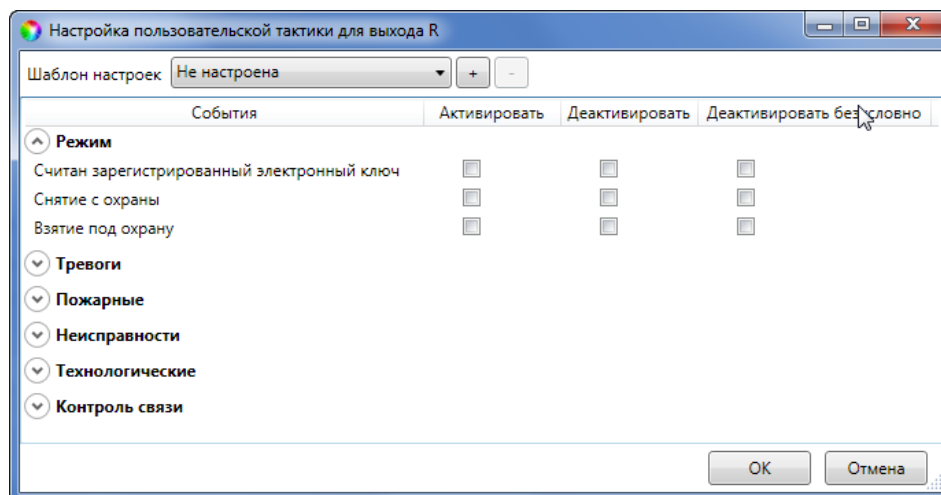 Настройка пользовательской тактики для выхода R
Шаблон настроек Не настроена + -
События Активировать Деактивировать Деактивировать безусловно
Режим
Считан зарегистрированный электронный ключ
Снятие с охраны
Взятие под охрану
Тревоги
Пожарные
Неисправности
Технологические
Контроль связи
OK Отмена